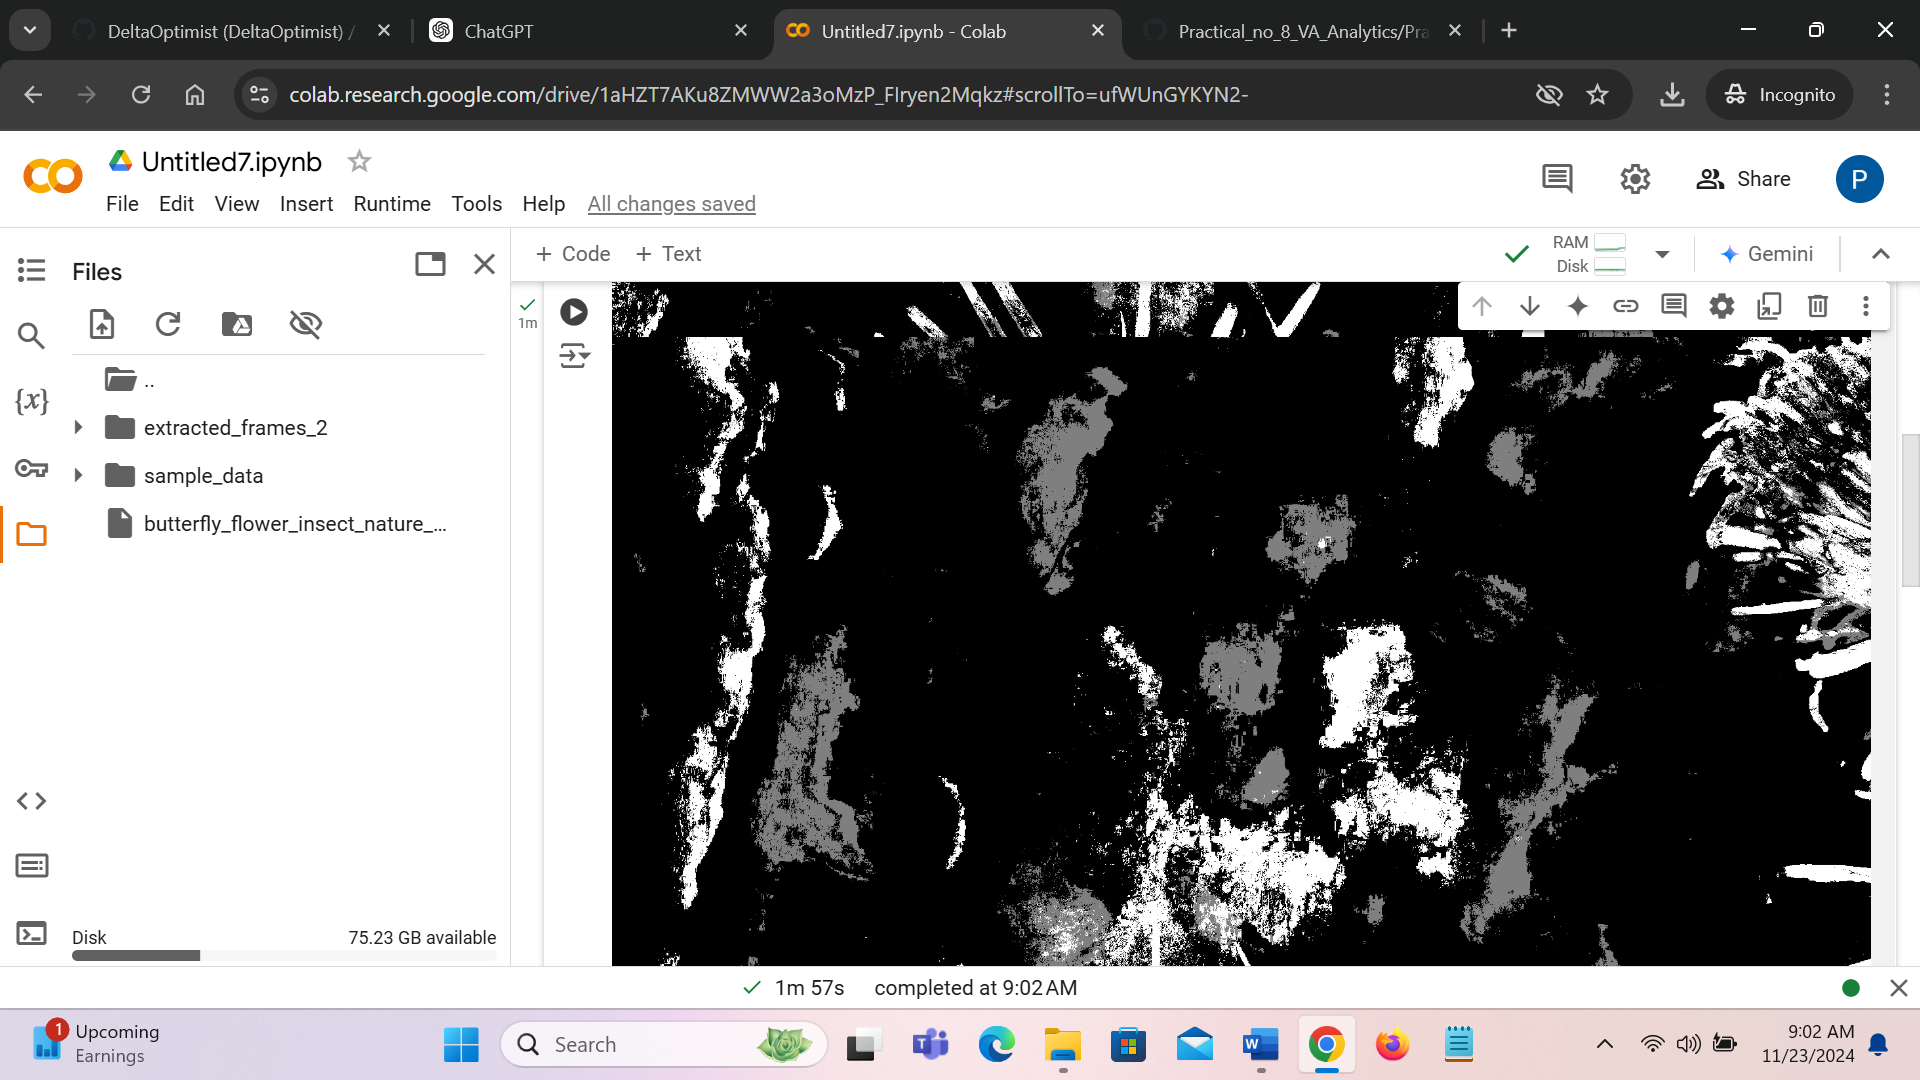 DeltaOptimist (DeltaOptimist) /
ChatGPT
Untitled7.ipynb - Colab
Practical_no_8_VA_Analytics/Pra
colab.research.google.com/drive/1aHZT7AKu8ZMWW2a3oMzP_FIryen2Mqkz#scrollTo=ufWUnGYKYN2-
Incognito
Untitled7.ipynb
File Edit View Insert Runtime Tools Help All changes saved
Share
P
Files
+ Code + Text
RAM
Disk
Gemini
1m
..
{x}
extracted_frames_2
sample_data
butterfly_flower_insect_nature_...
Disk 75.23 GB available
1m 57s completed at 9:02 AM
1
Upcoming
Earnings
Search
9:02 AM
11/23/2024